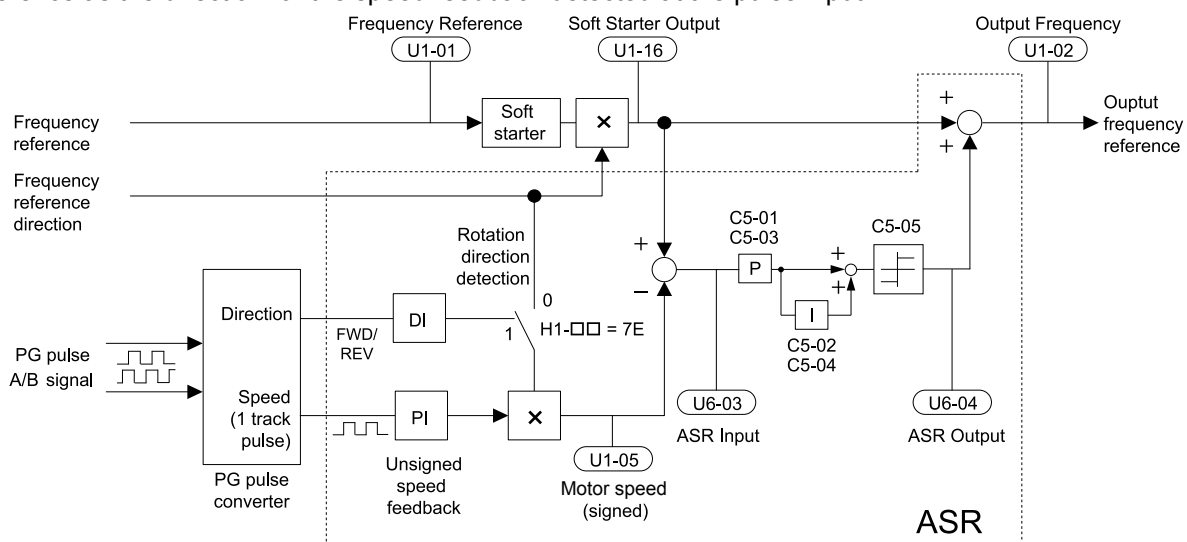 Frequency Reference
U1-01
Soft Starter Output
U1-16
Output Frequency
U1-02
Frequency
reference
Soft
starter
×
+
+
Ouptut
frequency
reference
Frequency
reference
direction
Rotation
direction
detection
+
−
C5-01
C5-03
P
+
+
I
C5-02
C5-04
C5-05
Direction
FWD/
REV
DI
1
0
H1-□□ = 7E
PG pulse
A/B signal
Speed
(1 track
pulse)
PG pulse
converter
PI
Unsigned
speed
feedback
×
U1-05
Motor speed
(signed)
U6-03
ASR Input
U6-04
ASR Output
ASR